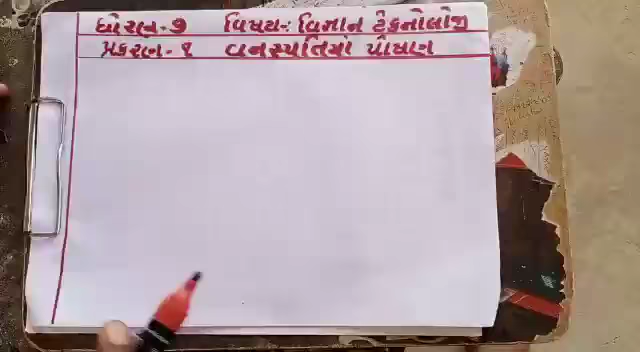 ધોરણ-૭ વિષય:વિજ્ઞાન ટેકનોલોજી
પ્રકરણ-૧ વનસ્પતિમાં પોષણ